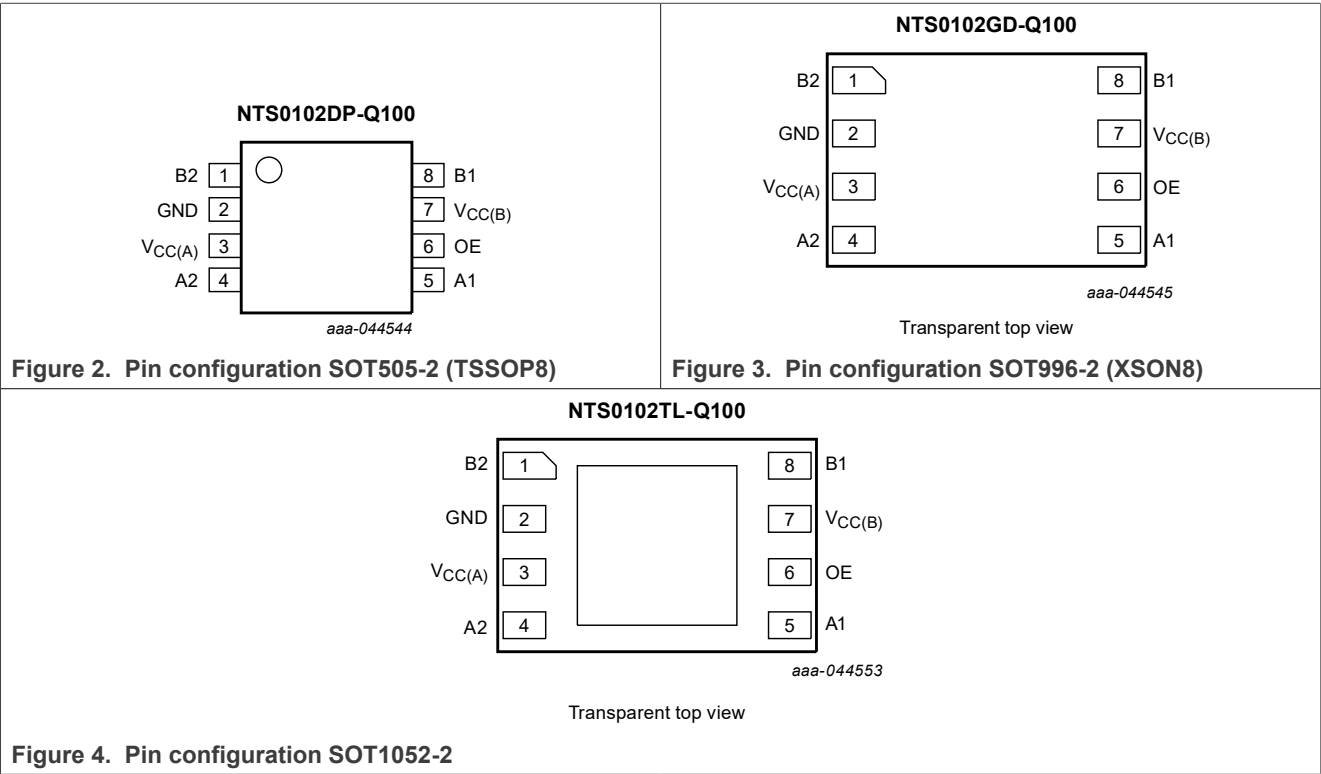 NTS0102DP-Q100
B2 1 8 B1
GND 2 7 VCC(B)
VCC(A) 3 6 OE
A2 4 5 A1
aaa-044544
Figure 2. Pin configuration SOT505-2 (TSSOP8)
NTS0102GD-Q100
B2 1 8 B1
GND 2 7 VCC(B)
VCC(A) 3 6 OE
A2 4 5 A1
aaa-044545
Transparent top view
Figure 3. Pin configuration SOT996-2 (XSON8)
NTS0102TL-Q100
B2 1 8 B1
GND 2 7 VCC(B)
VCC(A) 3 6 OE
A2 4 5 A1
aaa-044553
Transparent top view
Figure 4. Pin configuration SOT1052-2